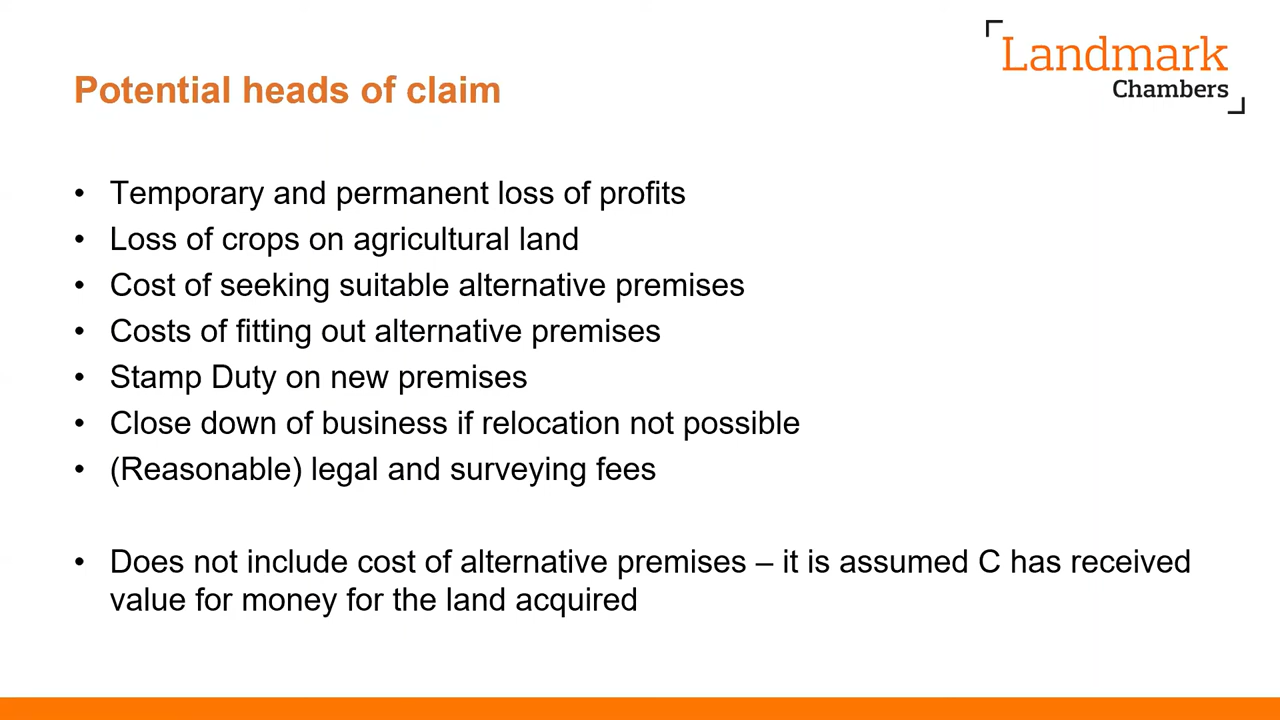 Landmark
Chambers
Potential heads of claim
• Temporary and permanent loss of profits
• Loss of crops on agricultural land
• Cost of seeking suitable alternative premises
• Costs of fitting out alternative premises
• Stamp Duty on new premises
• Close down of business if relocation not possible
• (Reasonable) legal and surveying fees
• Does not include cost of alternative premises – it is assumed C has received
value for money for the land acquired